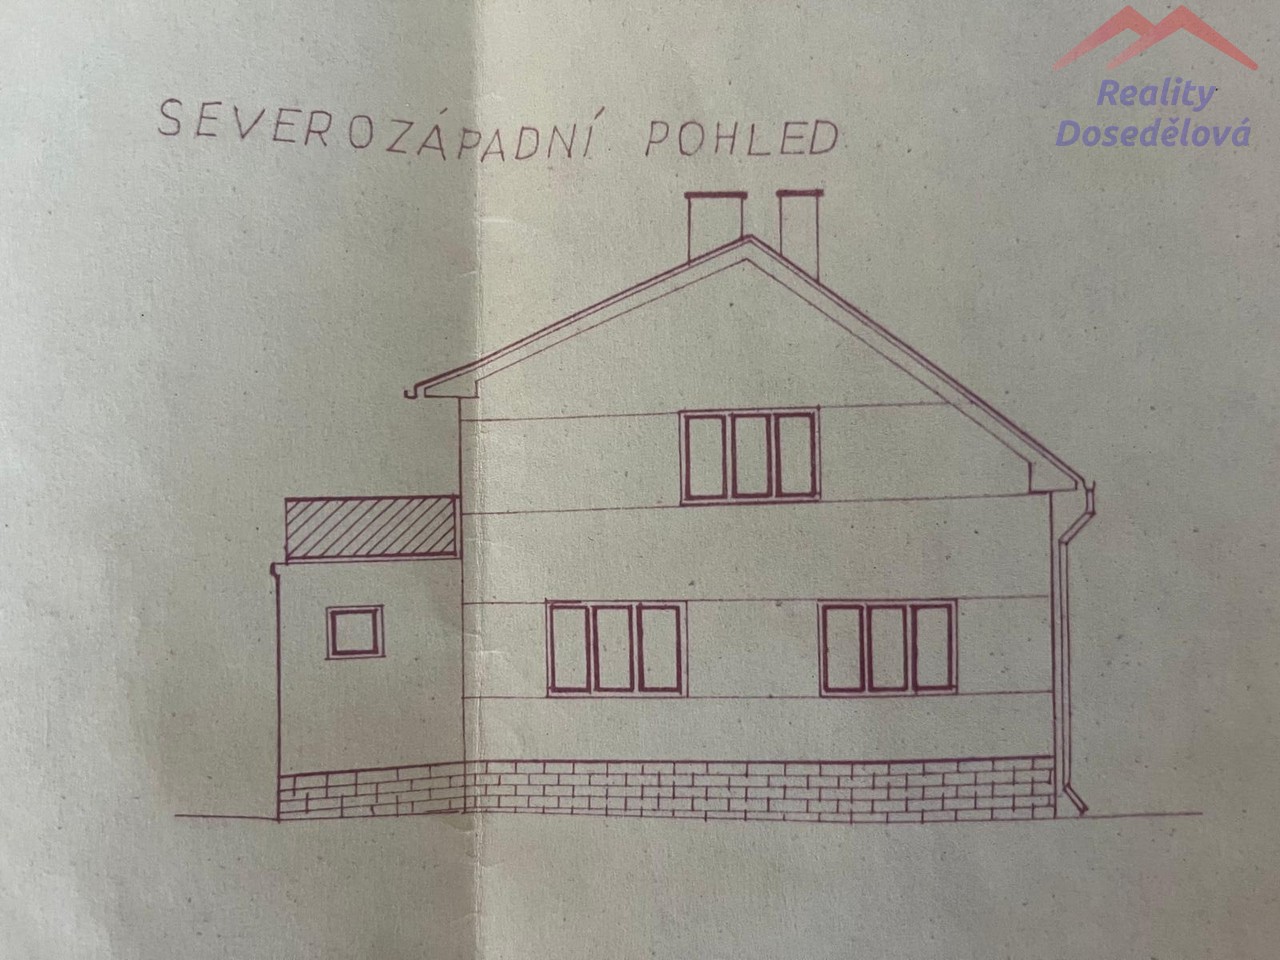 Reality
Dosedělová
SEVEROZÁPADNÍ POHLED